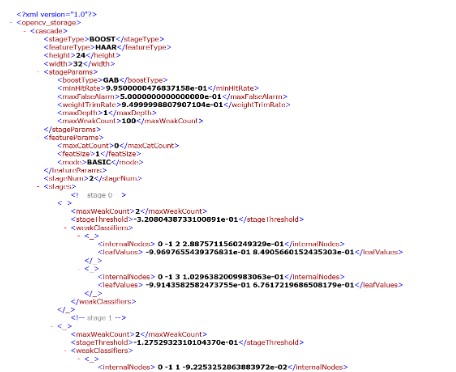 <?xml version="1.0"?>
- <opencv_storage>
- <cascade>
<stageType>BOOST</stageType>
<featureType>HAAR</featureType>
<height>24</height>
<width>32</width>
- <stageParams>
<boostType>GAB</boostType>
<minHitRate>9.9500000476837158e-01</minHitRate>
<maxFalseAlarm>5.0000000000000000e-01</maxFalseAlarm>
<weightTrimRate>9.4999998807907104e-01</weightTrimRate>
<maxDepth>1</maxDepth>
<maxWeakCount>100</maxWeakCount>
</stageParams>
- <featureParams>
<maxCatCount>0</maxCatCount>
<featSize>1</featSize>
<mode>BASIC</mode>
</featureParams>
<stageNum>2</stageNum>
- <stages>
<!-- stage 0 -->
- <_>
<maxWeakCount>2</maxWeakCount>
<stageThreshold>-3.2080438733100891e-01</stageThreshold>
- <weakClassifiers>
- <_>
<internalNodes> 0 -1 2 2.8875711560249329e-01</internalNodes>
<leafValues> -9.9697655439376831e-01 8.4905660152435303e-01</leafValues>
</_>
- <_>
<internalNodes> 0 -1 3 1.0296382009983063e-01</internalNodes>
<leafValues> -9.9143582582473755e-01 6.7617219686508179e-01</leafValues>
</_>
</weakClassifiers>
</_>
<!-- stage 1 -->
- <_>
<maxWeakCount>2</maxWeakCount>
<stageThreshold>-1.2752932310104370e-01</stageThreshold>
- <weakClassifiers>
- <_>
<internalNodes> 0 -1 1 -9.2253252863883972e-02</internalNodes>